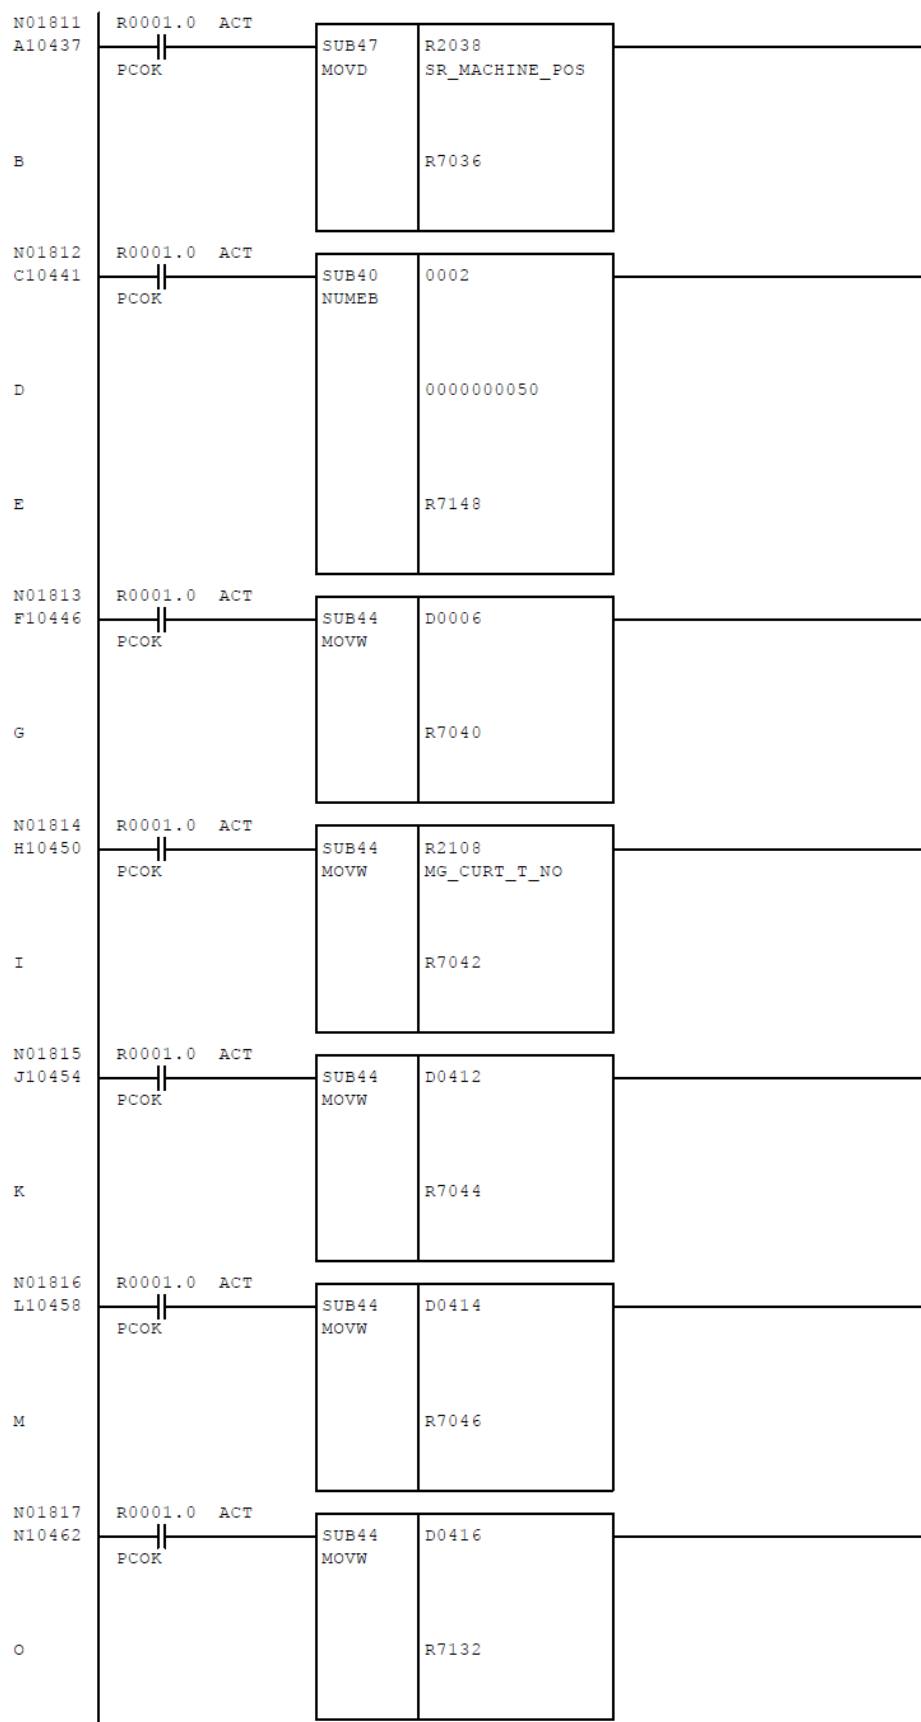 N01811 R0001.0 ACT
A10437 SUB47 R2038
PCOK MOVD SR_MACHINE_POS
B R7036
N01812 R0001.0 ACT
C10441 SUB40 0002
PCOK NUMEB
D 0000000050
E R7148
N01813 R0001.0 ACT
F10446 SUB44 D0006
PCOK MOVW
G R7040
N01814 R0001.0 ACT
H10450 SUB44 R2108
PCOK MOVW MG_CURT_T_NO
I R7042
N01815 R0001.0 ACT
J10454 SUB44 D0412
PCOK MOVW
K R7044
N01816 R0001.0 ACT
L10458 SUB44 D0414
PCOK MOVW
M R7046
N01817 R0001.0 ACT
N10462 SUB44 D0416
PCOK MOVW
O R7132